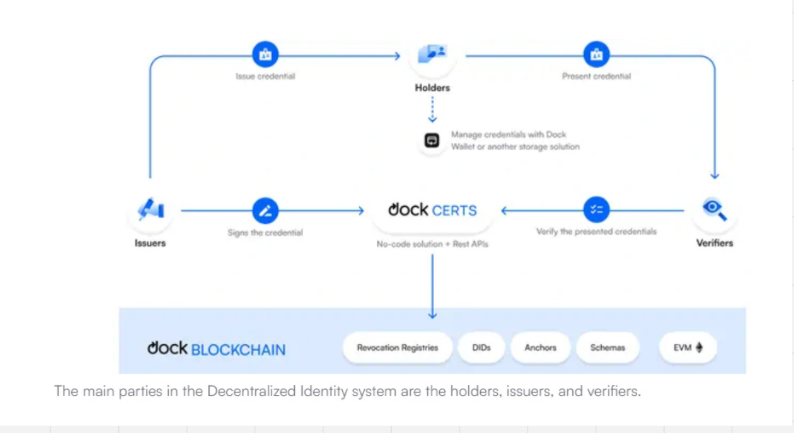 Issue credential
Holders
Present credential
Manage credentials with Dock
Wallet or another storage solution
Issuers
Signs the credential
dock CERTS
No-code solution + Rest APIs
Verify the presented credentials
Verifiers
dock BLOCKCHAIN
Revocation Registries
DIDs
Anchors
Schemas
EVM
The main parties in the Decentralized Identity system are the holders, issuers, and verifiers.